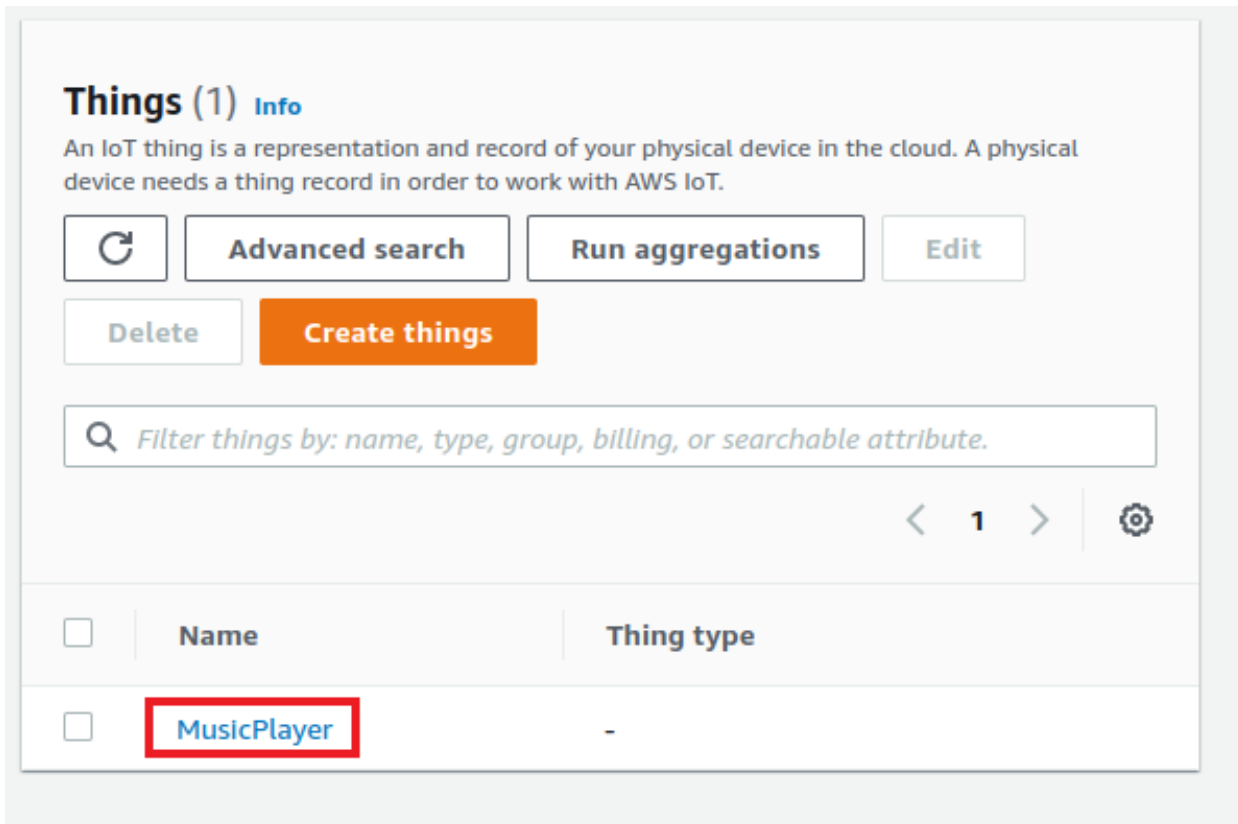 Things (1) Info
An IoT thing is a representation and record of your physical device in the cloud. A physical
device needs a thing record in order to work with AWS IoT.
Advanced search Run aggregations Edit
Delete Create things
Filter things by: name, type, group, billing, or searchable attribute.
1
Name Thing type
MusicPlayer -